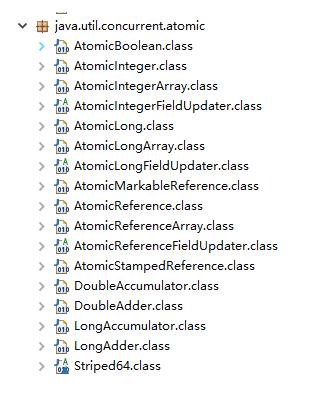 java.util.concurrent.atomic
AtomicBoolean.class
AtomicInteger.class
AtomicIntegerArray.class
AtomicIntegerFieldUpdater.class
AtomicLong.class
AtomicLongArray.class
AtomicLongFieldUpdater.class
AtomicMarkableReference.class
AtomicReference.class
AtomicReferenceArray.class
AtomicReferenceFieldUpdater.class
AtomicStampedReference.class
DoubleAccumulator.class
DoubleAdder.class
LongAccumulator.class
LongAdder.class
Striped64.class